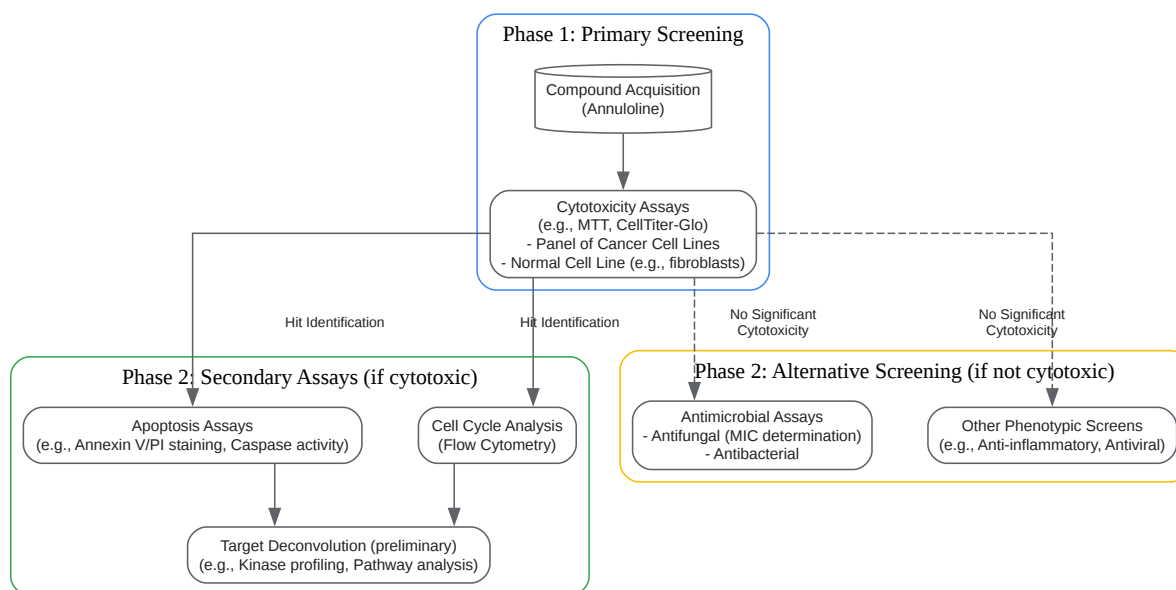 Phase 1: Primary Screening
Compound Acquisition
(Annuloline)
Cytotoxicity Assays
(e.g., MTT, CellTiter-Glo)
- Panel of Cancer Cell Lines
- Normal Cell Line (e.g., fibroblasts)
Hit Identification
Hit Identification
No Significant
Cytotoxicity
No Significant
Cytotoxicity
Phase 2: Secondary Assays (if cytotoxic)
Apoptosis Assays
(e.g., Annexin V/PI staining, Caspase activity)
Cell Cycle Analysis
(Flow Cytometry)
Target Deconvolution (preliminary)
(e.g., Kinase profiling, Pathway analysis)
Phase 2: Alternative Screening (if not cytotoxic)
Antimicrobial Assays
- Antifungal (MIC determination)
- Antibacterial
Other Phenotypic Screens
(e.g., Anti-inflammatory, Antiviral)